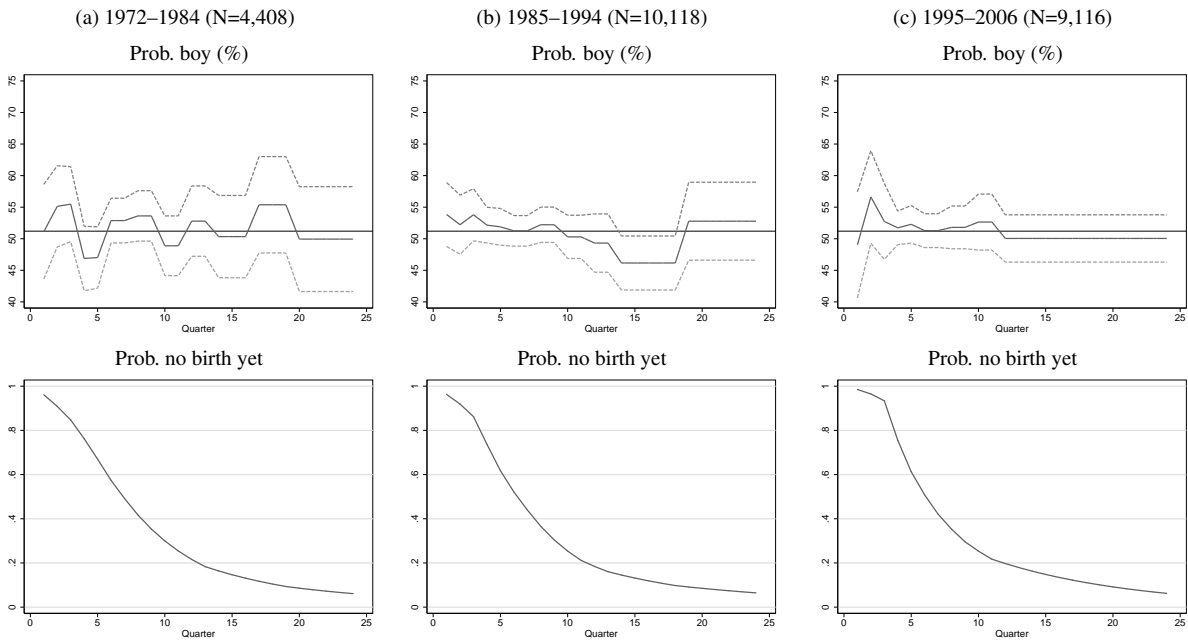 (a) 1972–1984 (N=4,408)
Prob. boy (%)
75
70
65
60
55
50
45
40
0 5 10 15 20 25
Quarter
Prob. no birth yet
1
.8
.6
.4
.2
0
0 5 10 15 20 25
Quarter
(b) 1985–1994 (N=10,118)
Prob. boy (%)
75
70
65
60
55
50
45
40
0 5 10 15 20 25
Quarter
Prob. no birth yet
1
.8
.6
.4
.2
0
0 5 10 15 20 25
Quarter
(c) 1995–2006 (N=9,116)
Prob. boy (%)
75
70
65
60
55
50
45
40
0 5 10 15 20 25
Quarter
Prob. no birth yet
1
.8
.6
.4
.2
0
0 5 10 15 20 25
Quarter